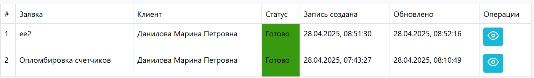 # Заявка Клиент Статус Запись создана Обновлено Операции
1 ее2 Данилова Марина Петровна Готово 28.04.2025, 08:51:30 28.04.2025, 08:52:16
2 Опломбировка счетчиков Данилова Марина Петровна Готово 28.04.2025, 07:43:27 28.04.2025, 08:10:49